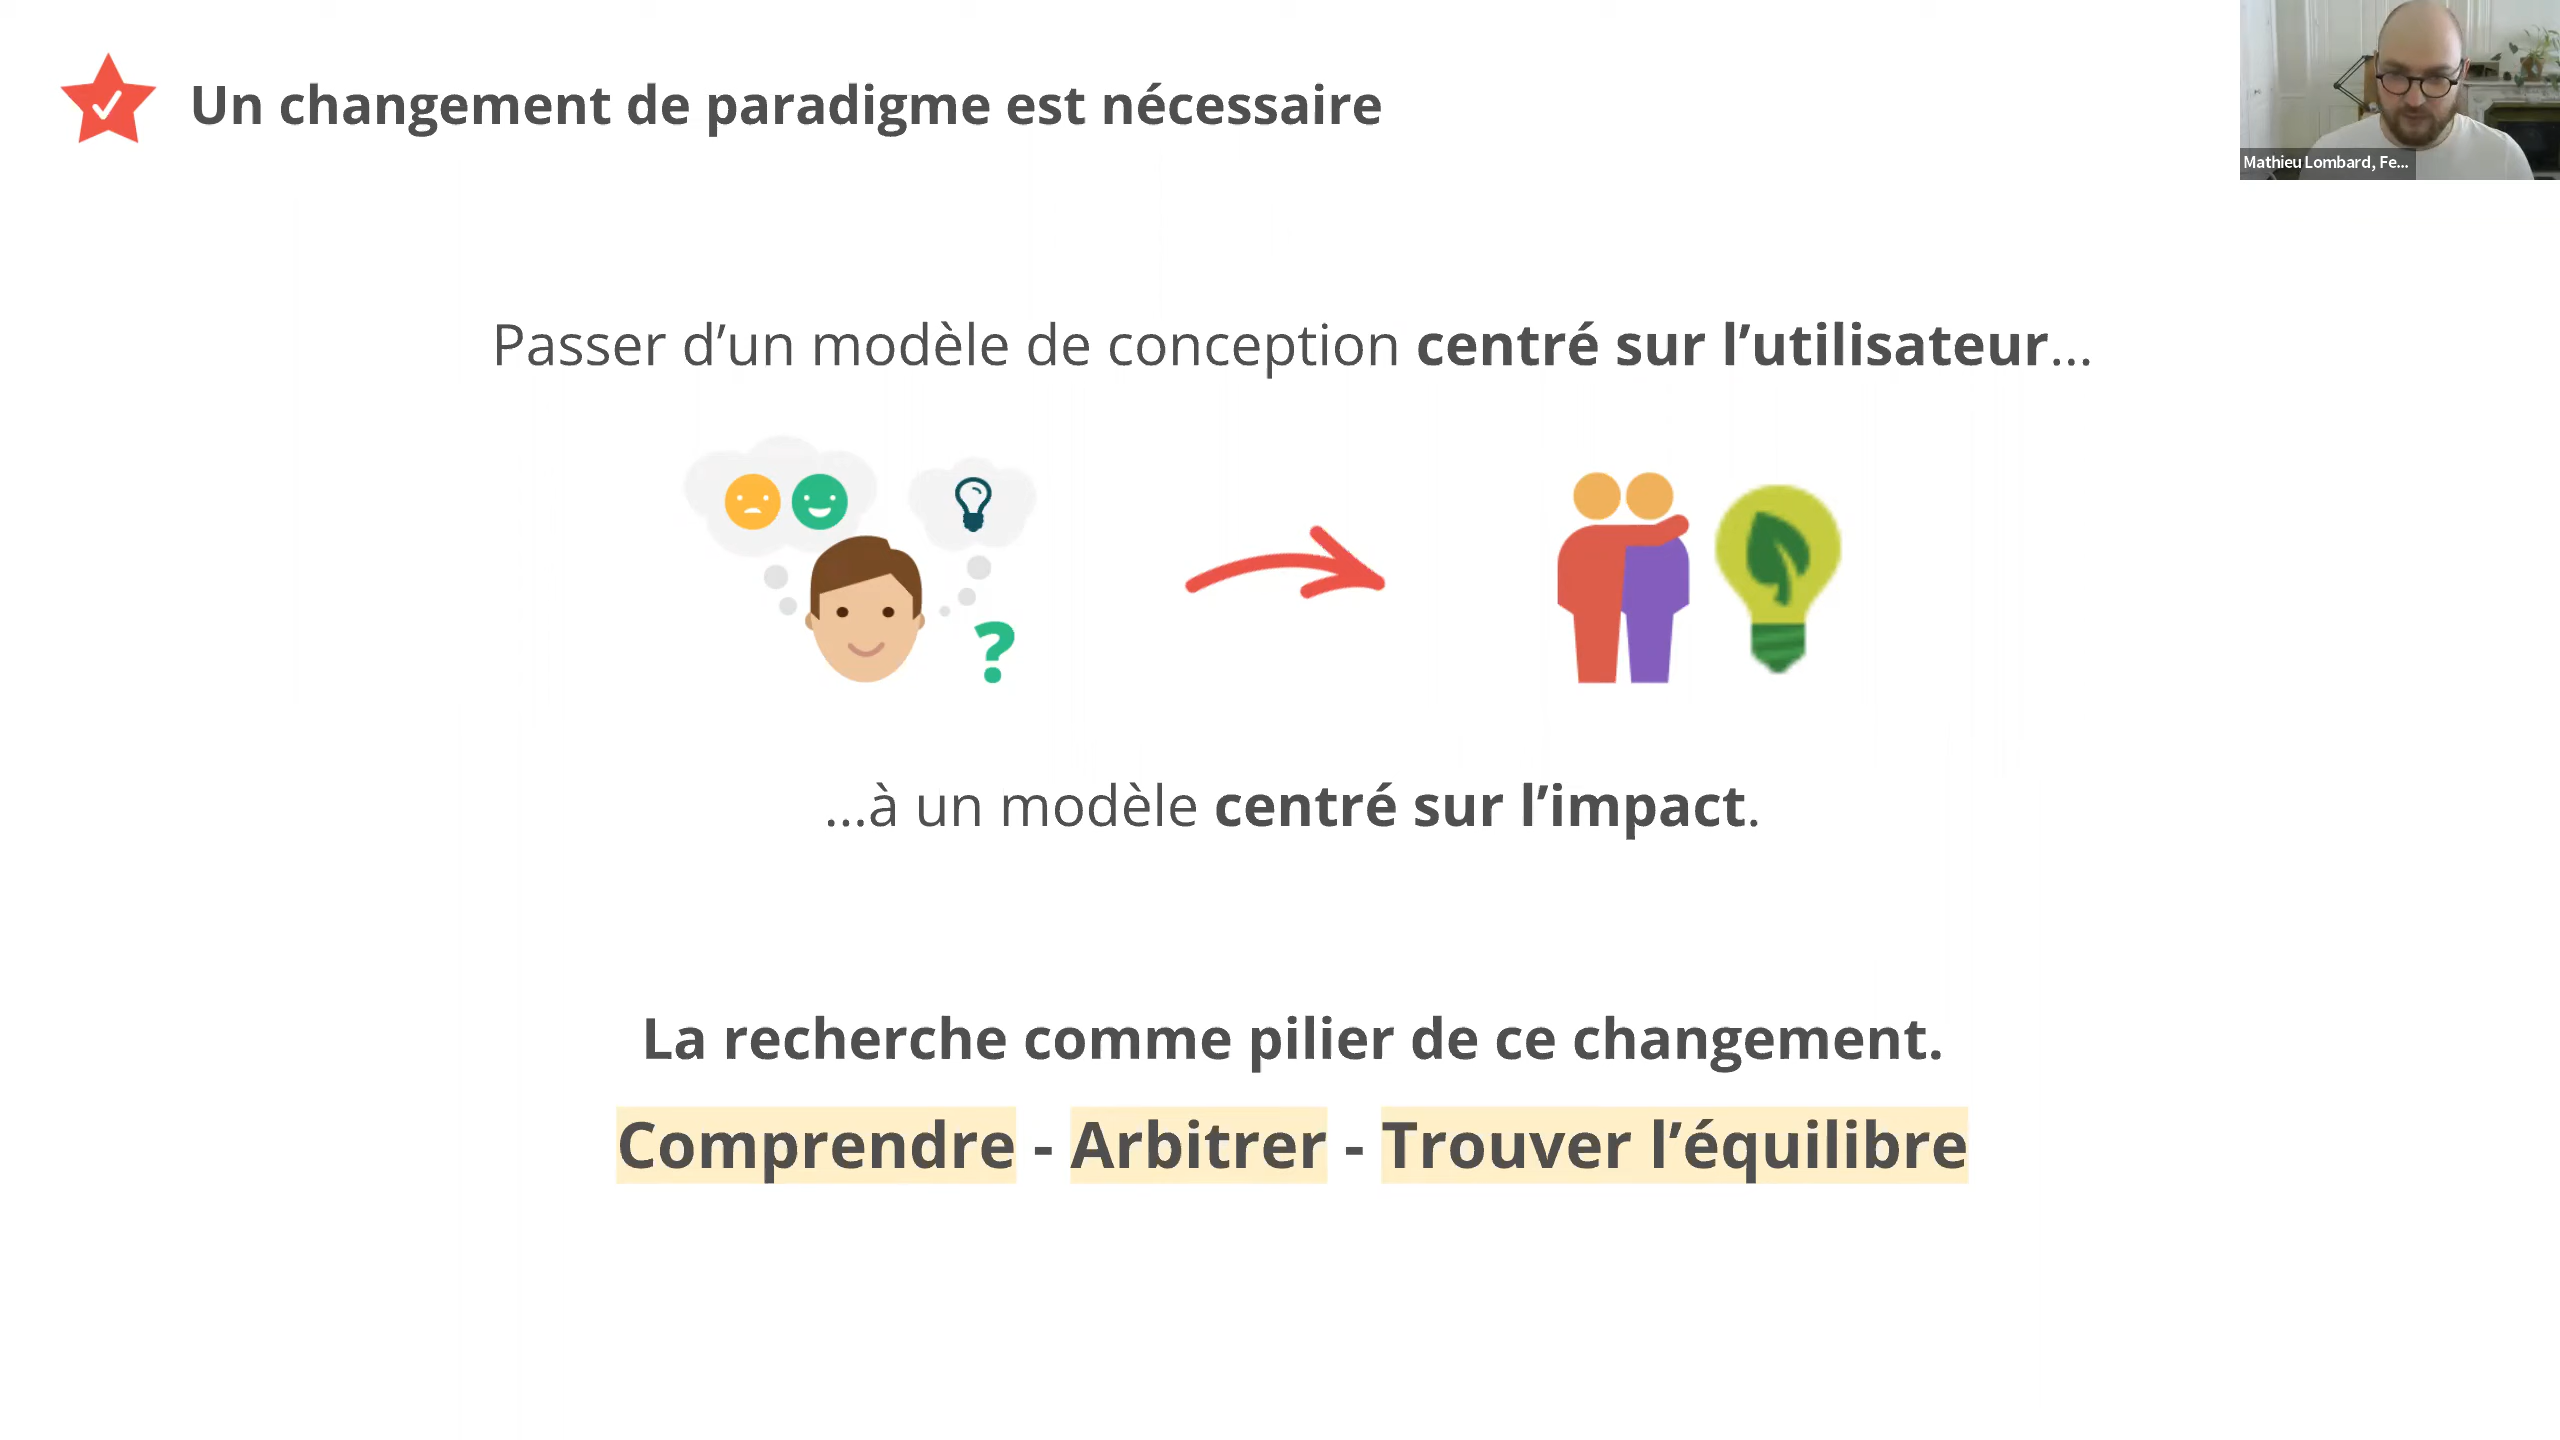 Un changement de paradigme est nécessaire
Mathieu Lombard, Fe...
Passer d’un modèle de conception centré sur l’utilisateur...
?
...à un modèle centré sur l’impact.
La recherche comme pilier de ce changement.
Comprendre - Arbitrer - Trouver l’équilibre